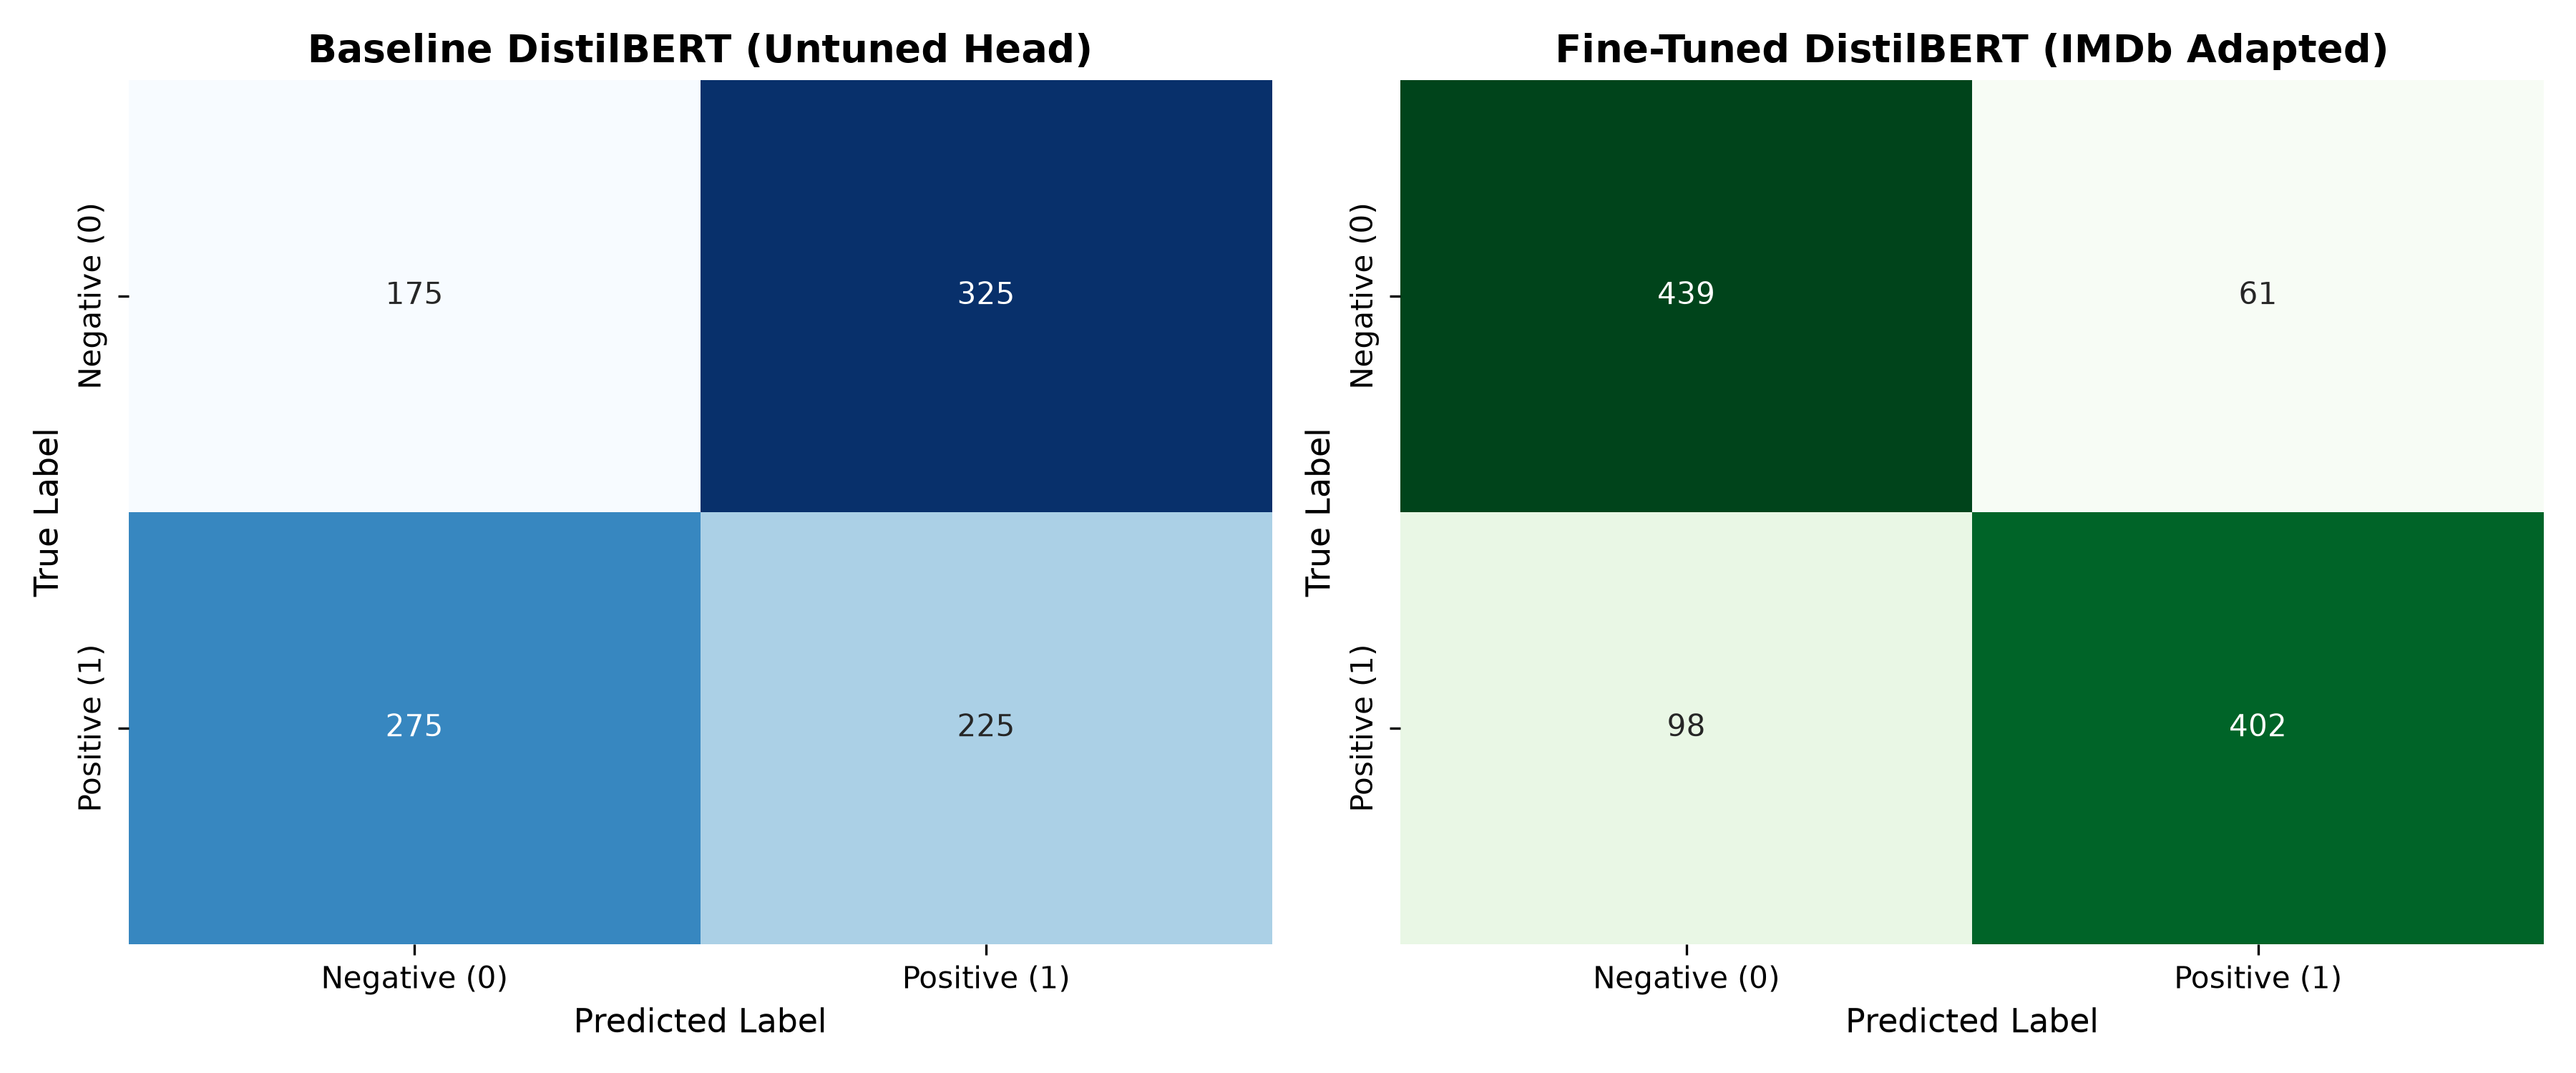 Baseline DistilBERT (Untuned Head)
True Label
Negative (0)
Positive (1)
175
325
275
225
Negative (0)
Positive (1)
Predicted Label
Fine-Tuned DistilBERT (IMDb Adapted)
True Label
Negative (0)
Positive (1)
439
61
98
402
Negative (0)
Positive (1)
Predicted Label